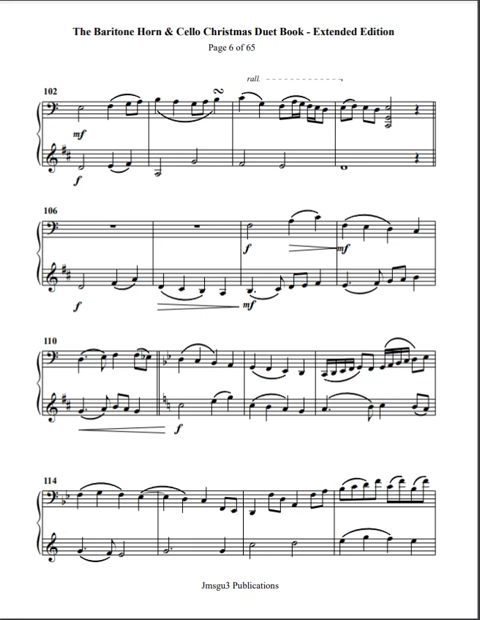 The Baritone Horn & Cello Christmas Duet Book - Extended Edition
Page 6 of 65
rall.
102
mf
f
106
f
mf
f
mf
110
f
114
Jmsgu3 Publications